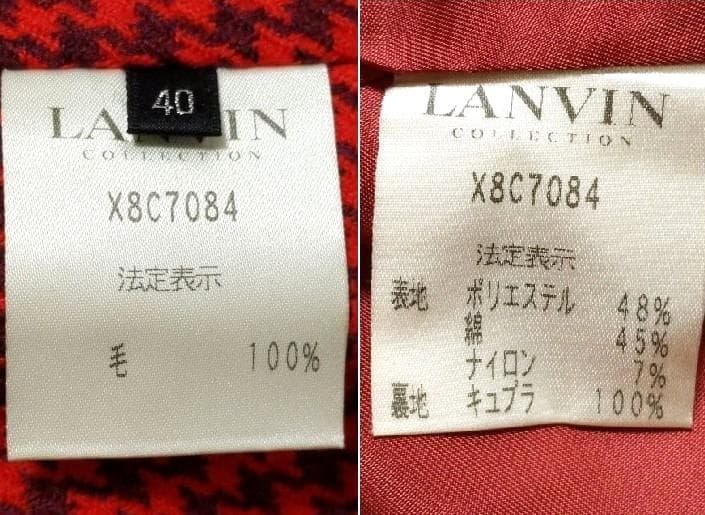 40
LANVIN
COLLECTION
X8C7084
法定表示
毛 100%
LANVIN
COLLECTION
X8C7084
法定表示
表地 ポリエステル 48%
綿 45%
ナイロン 7%
裏地 キュプラ 100%